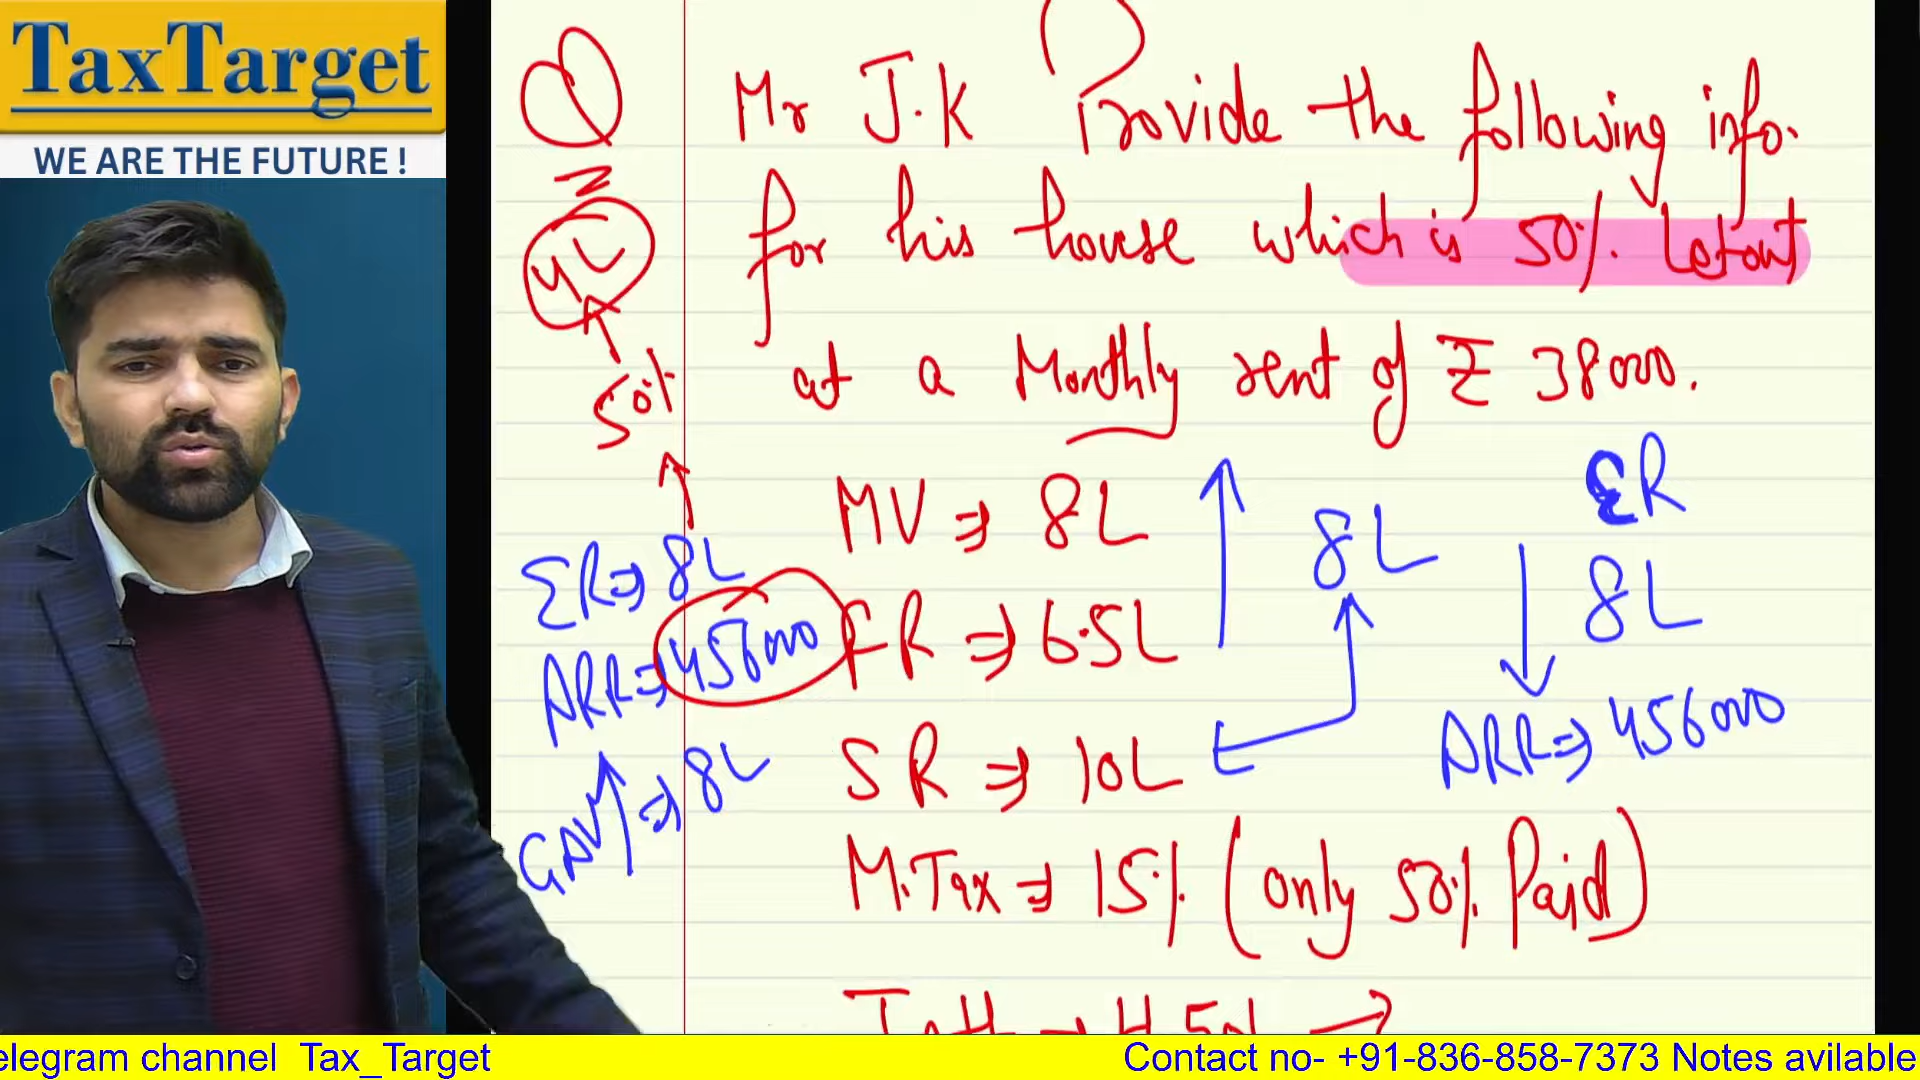 TaxTarget
WE ARE THE FUTURE !
Q
Mr J.K Provide the following info.
for his house which is 50% Letout
at a Monthly rent of ₹ 38000.
4L
50%
MV ⇒ 8L
FR ⇒ 6.5L
SR ⇒ 10L
M.Tax ⇒ 15% (only 50% Paid)
ER ⇒ 8L
ARR ⇒ 456000
GAV ⇒ 8L
8L
ER
8L
ARR ⇒ 456000
elegram channel Tax_Target
Contact no- +91-836-858-7373 Notes avilable